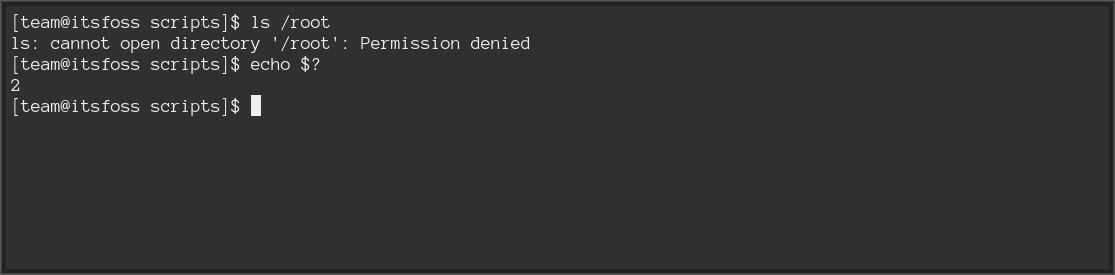 [team@itsfoss scripts]$ ls /root
ls: cannot open directory '/root': Permission denied
[team@itsfoss scripts]$ echo $?
2
[team@itsfoss scripts]$